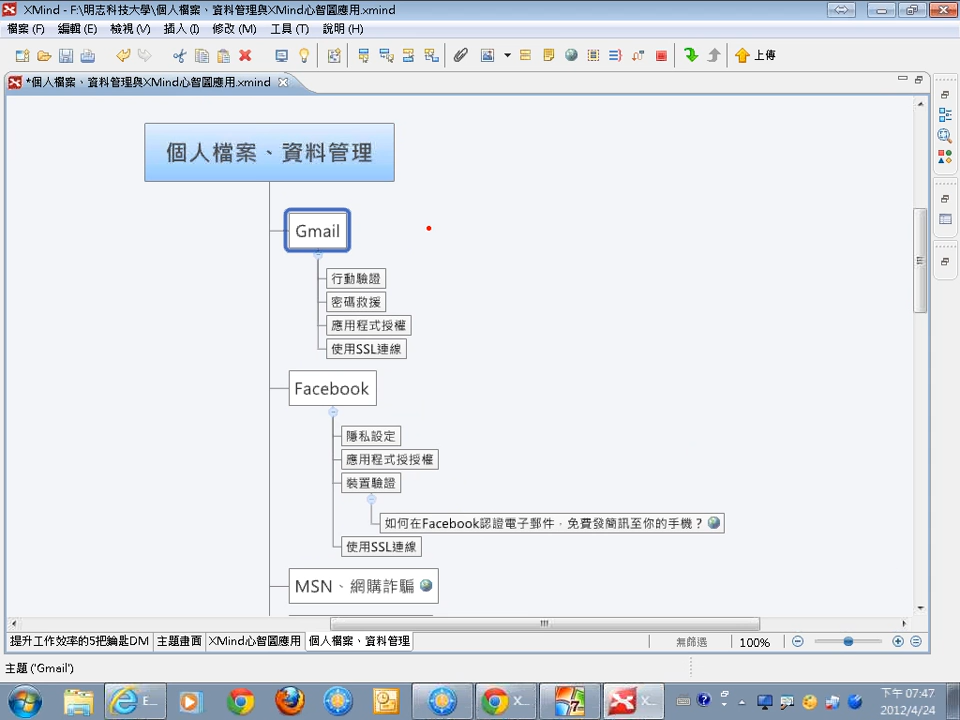 XMind - F:\明志科技大學\個人檔案、資料管理與XMind心智圖應用.xmind
檔案 (F) 編輯 (E) 檢視 (V) 插入 (I) 修改 (M) 工具 (T) 說明 (H)
上傳
*個人檔案、資料管理與XMind心智圖應用.xmind
個人檔案、資料管理
Gmail
行動驗證
密碼救援
應用程式授權
使用SSL連線
Facebook
隱私設定
應用程式授授權
裝置驗證
如何在Facebook認證電子郵件，免費發簡訊至你的手機？
使用SSL連線
MSN、網購詐騙
提升工作效率的5把鑰匙DM 主題畫面 XMind心智圖應用 個人檔案、資料管理 無篩選 100%
主題 ('Gmail')
E... X... X... 下午 07:47
2012/4/24